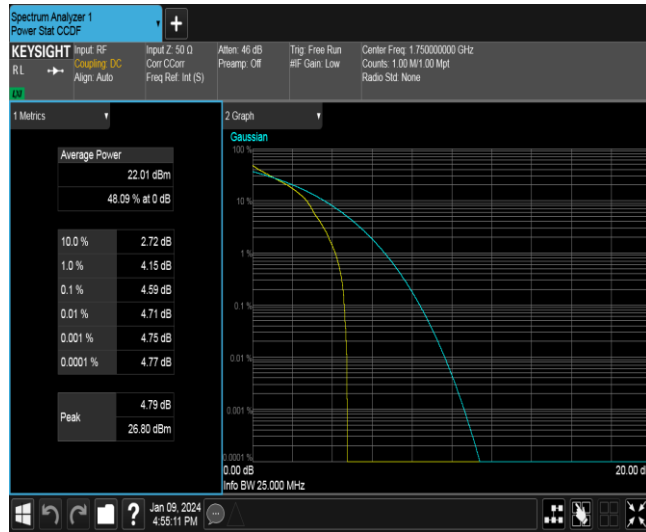 Spectrum Analyzer 1
Power Stat CCDF
+
KEYSIGHT
RL
LXI
Input: RF
Coupling: DC
Align: Auto
Input Z: 50 Ω
Corr CCorr
Freq Ref: Int (S)
Atten: 46 dB
Preamp: Off
Trig: Free Run
#IF Gain: Low
Center Freq: 1.750000000 GHz
Counts: 1.00 M/1.00 Mpt
Radio Std: None
1 Metrics
Average Power
22.01 dBm
48.09 % at 0 dB
10.0 % 2.72 dB
1.0 % 4.15 dB
0.1 % 4.59 dB
0.01 % 4.71 dB
0.001 % 4.75 dB
0.0001 % 4.77 dB
Peak
4.79 dB
26.80 dBm
2 Graph
Gaussian
100 %
10 %
1 %
0.1 %
0.01 %
0.001 %
0.0001 %
0.00 dB
20.00 d
Info BW 25.000 MHz
?
Jan 09, 2024
4:55:11 PM